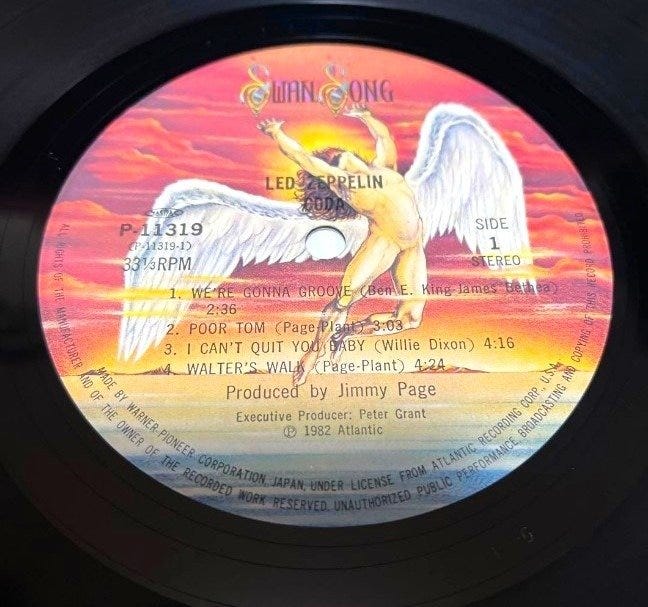 SWAN SONG
LED ZEPPELIN
CODA
P-11319
(P-11319-1)
33⅓RPM
SIDE
1
STEREO
1. WE'RE GONNA GROOVE (Ben E. King-James Bethea)
2:36
2. POOR TOM (Page-Plant) 3:03
3. I CAN'T QUIT YOU BABY (Willie Dixon) 4:16
4. WALTER'S WALK (Page-Plant) 4:24
Produced by Jimmy Page
Executive Producer: Peter Grant
Ⓟ 1982 Atlantic
MADE BY WARNER-PIONEER CORPORATION, JAPAN, UNDER LICENSE FROM ATLANTIC RECORDING CORP., U.S.A.
ALL RIGHTS OF THE MANUFACTURER AND OF THE OWNER OF THE RECORDED WORK RESERVED. UNAUTHORIZED PUBLIC PERFORMANCE, BROADCASTING AND COPYING OF THIS RECORD PROHIBITED